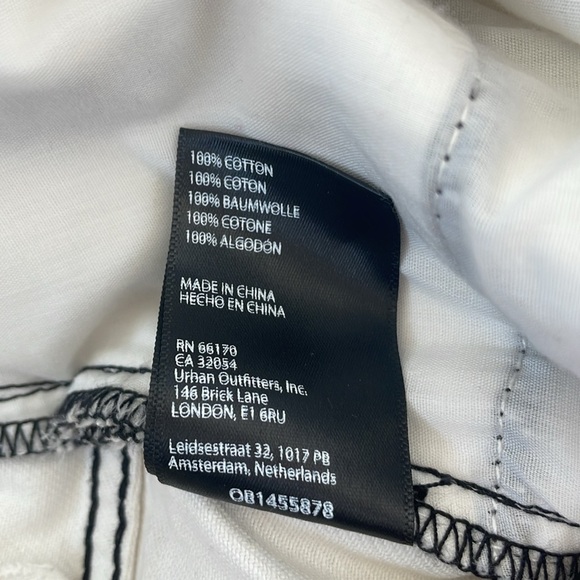 100% COTTON
100% COTON
100% BAUMWOLLE
100% COTONE
100% ALGODÓN
MADE IN CHINA
HECHO EN CHINA
RN 66170
CA 32054
Urban Outfitters, Inc.
146 Brick Lane
LONDON, E1 6RU
Leidsestraat 32, 1017 PB
Amsterdam, Netherlands
OB1455878